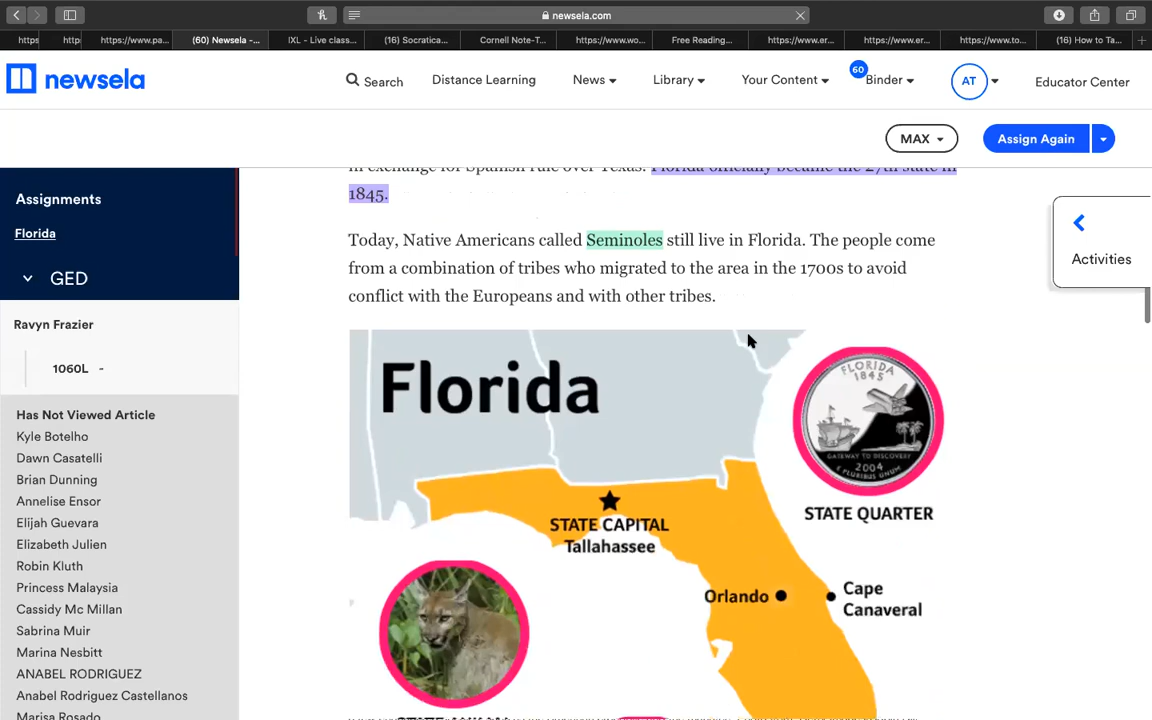 newsela.com
https
http
https://www.pa...
(60) Newsela -...
IXL - Live class...
(16) Socratica...
Cornell Note-T...
https://www.wo...
Free Reading...
https://www.er...
https://www.er...
https://www.to...
(16) How to Ta...
newsela
Search
Distance Learning
News
Library
Your Content
60
Binder
AT
Educator Center
MAX
Assign Again
Assignments
Florida
GED
Ravyn Frazier
1060L -
Has Not Viewed Article
Kyle Botelho
Dawn Casatelli
Brian Dunning
Annelise Ensor
Elijah Guevara
Elizabeth Julien
Robin Kluth
Princess Malaysia
Cassidy Mc Millan
Sabrina Muir
Marina Nesbitt
ANABEL RODRIGUEZ
Anabel Rodriguez Castellanos
Marisa Rosado
in exchange for Spanish rule over Texas. Florida officially became the 27th state in
1845.
Today, Native Americans called Seminoles still live in Florida. The people come
from a combination of tribes who migrated to the area in the 1700s to avoid
conflict with the Europeans and with other tribes.
Florida
FLORIDA
1845
GATEWAY TO DISCOVERY
2004
E PLURIBUS UNUM
STATE QUARTER
STATE CAPITAL
Tallahassee
Orlando
Cape
Canaveral
Activities